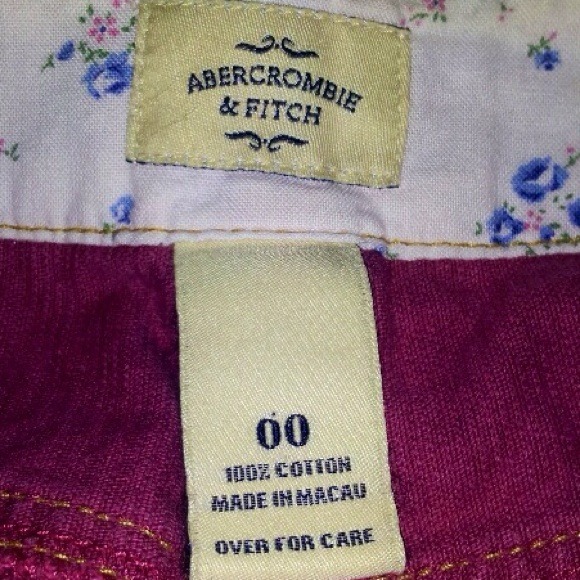 ABERCROMBIE
& FITCH
00
100% COTTON
MADE IN MACAU
OVER FOR CARE